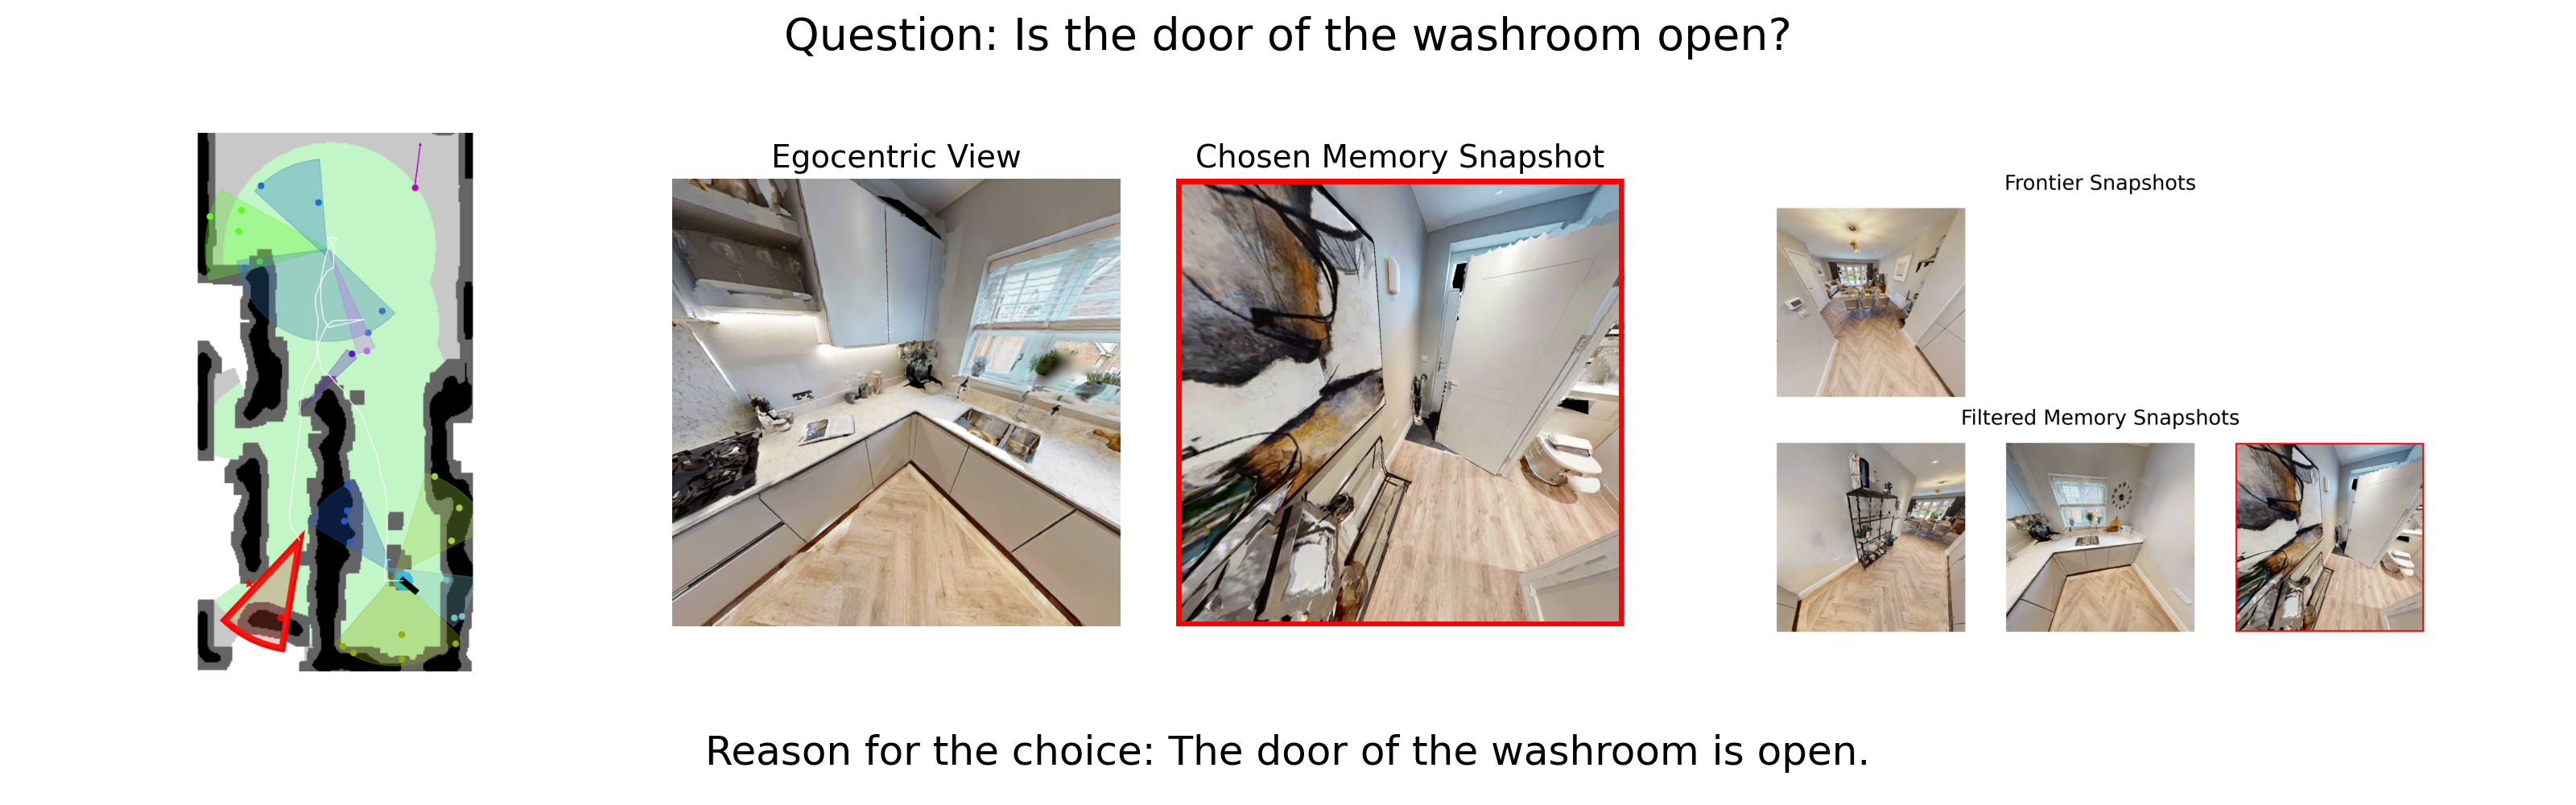 Question: Is the door of the washroom open?
Egocentric View
Chosen Memory Snapshot
Frontier Snapshots
Filtered Memory Snapshots
Reason for the choice: The door of the washroom is open.